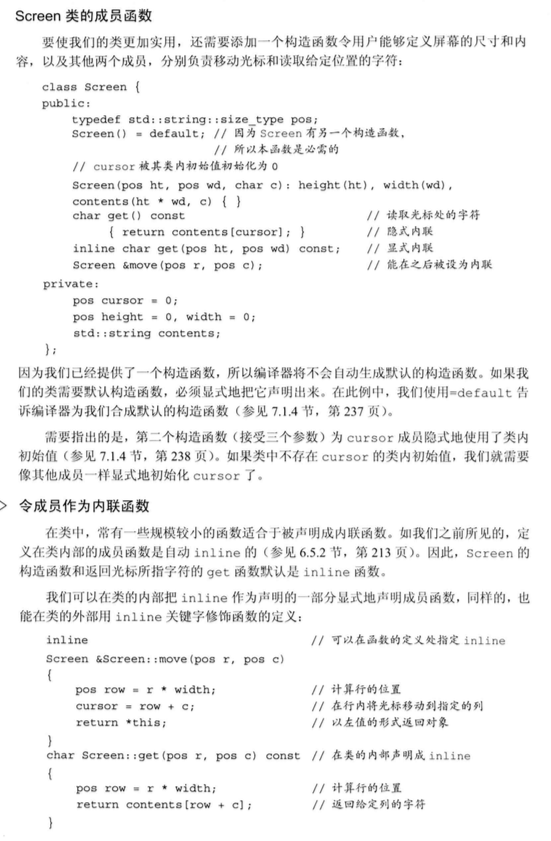 Screen 类的成员函数
要使我们的类更加实用，还需要添加一个构造函数令用户能够定义屏幕的尺寸和内
容，以及其他两个成员，分别负责移动光标和读取给定位置的字符：
class Screen {
public:
typedef std::string::size_type pos;
Screen() = default; // 因为 Screen 有另一个构造函数，
// 所以本函数是必需的
// cursor 被其类内初始值初始化为 0
Screen(pos ht, pos wd, char c): height(ht), width(wd),
contents(ht * wd, c) { }
char get() const // 读取光标处的字符
{ return contents[cursor]; } // 隐式内联
inline char get(pos ht, pos wd) const; // 显式内联
Screen &move(pos r, pos c); // 能在之后被设为内联
private:
pos cursor = 0;
pos height = 0, width = 0;
std::string contents;
};
因为我们已经提供了一个构造函数，所以编译器将不会自动生成默认的构造函数。如果我
们的类需要默认构造函数，必须显式地把它声明出来。在此例中，我们使用=default 告
诉编译器为我们合成默认的构造函数（参见 7.1.4 节，第 237 页）。
需要指出的是，第二个构造函数（接受三个参数）为 cursor 成员隐式地使用了类内
初始值（参见 7.1.4 节，第 238 页）。如果类中不存在 cursor 的类内初始值，我们就需要
像其他成员一样显式地初始化 cursor 了。
令成员作为内联函数
在类中，常有一些规模较小的函数适合于被声明成内联函数。如我们之前所见的，定
义在类内部的成员函数是自动 inline 的（参见 6.5.2 节，第 213 页）。因此，Screen 的
构造函数和返回光标所指字符的 get 函数默认是 inline 函数。
我们可以在类的内部把 inline 作为声明的一部分显式地声明成员函数，同样的，也
能在类的外部用 inline 关键字修饰函数的定义：
inline // 可以在函数的定义处指定 inline
Screen &Screen::move(pos r, pos c)
{
pos row = r * width; // 计算行的位置
cursor = row + c; // 在行内将光标移动到指定的列
return *this; // 以左值的形式返回对象
}
char Screen::get(pos r, pos c) const // 在类的内部声明成 inline
{
pos row = r * width; // 计算行的位置
return contents[row + c]; // 返回给定列的字符
}